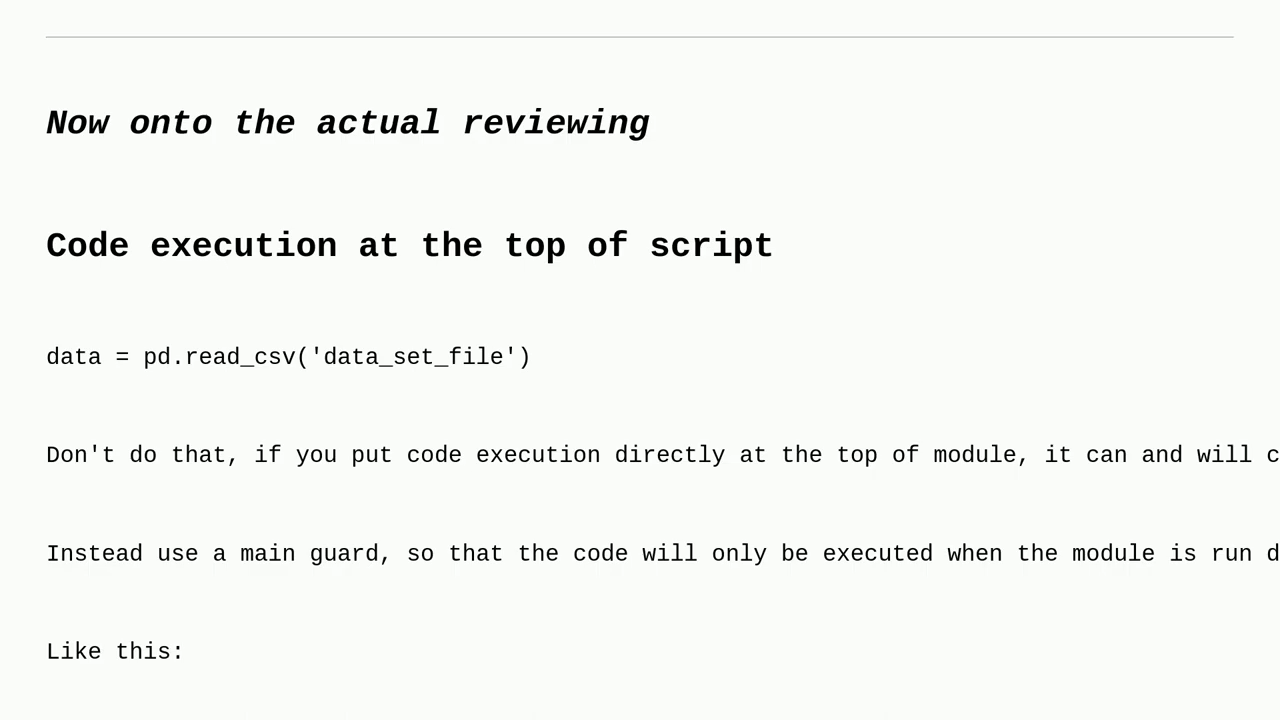 Now onto the actual reviewing
Code execution at the top of script
data = pd.read_csv('data_set_file')
Don't do that, if you put code execution directly at the top of module, it can and will
Instead use a main guard, so that the code will only be executed when the module is run
Like this: